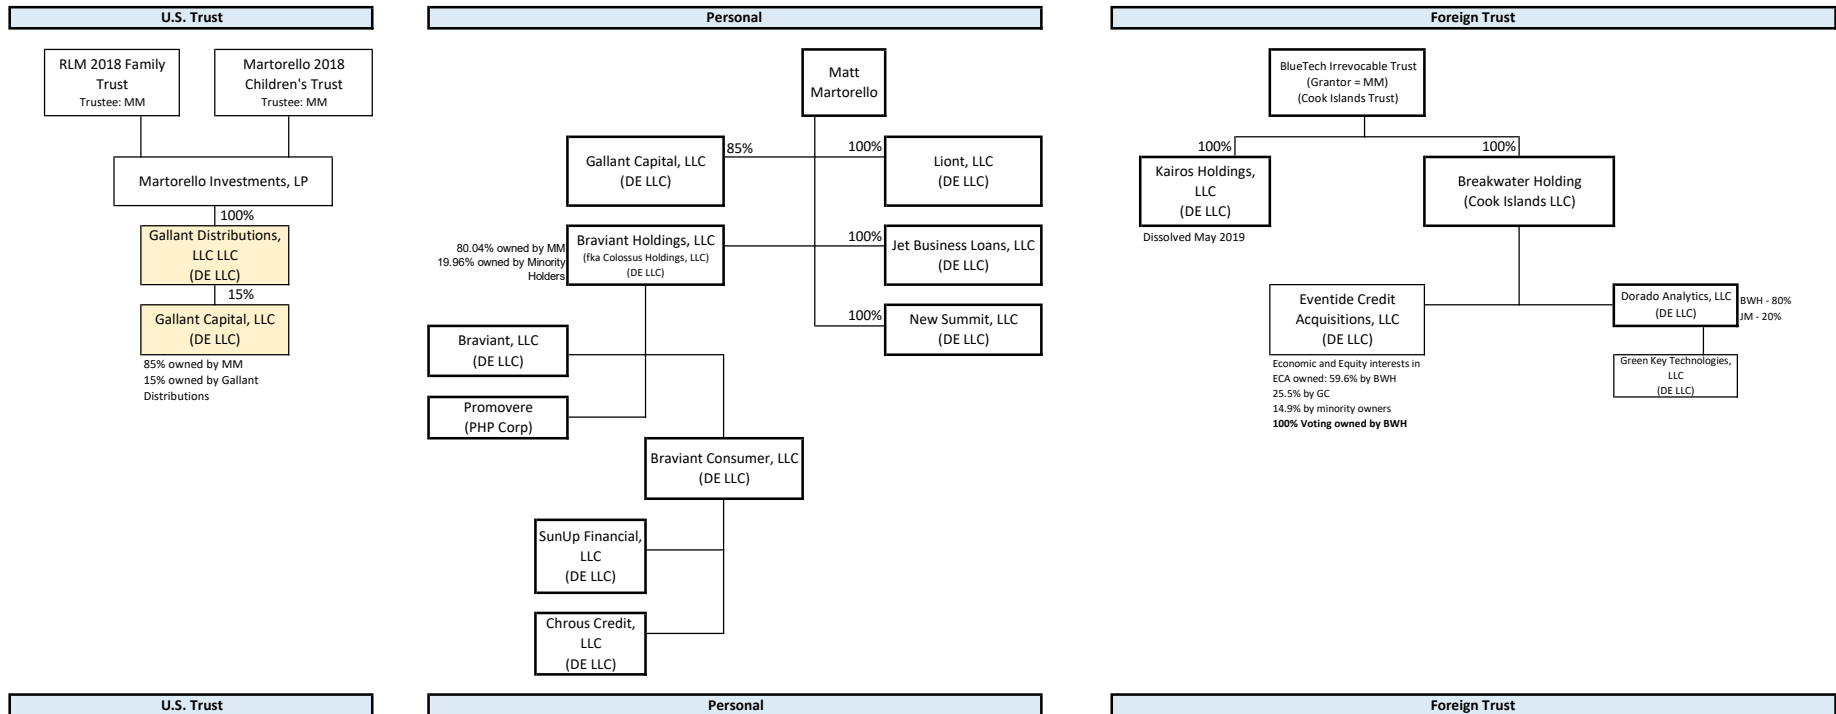 U.S. Trust
RLM 2018 Family
Trust
Trustee: MM
Martorello 2018
Children's Trust
Trustee: MM
Martorello Investments, LP
100%
Gallant Distributions,
LLC LLC
(DE LLC)
15%
Gallant Capital, LLC
(DE LLC)
85% owned by MM
15% owned by Gallant
Distributions
Personal
Matt
Martorello
Gallant Capital, LLC
(DE LLC)
85%
100%
Liont, LLC
(DE LLC)
80.04% owned by MM
19.96% owned by Minority
Holders
Braviant Holdings, LLC
(fka Colossus Holdings, LLC)
(DE LLC)
100%
Jet Business Loans, LLC
(DE LLC)
100%
New Summit, LLC
(DE LLC)
Braviant, LLC
(DE LLC)
Promovere
(PHP Corp)
Braviant Consumer, LLC
(DE LLC)
SunUp Financial,
LLC
(DE LLC)
Chrous Credit,
LLC
(DE LLC)
Foreign Trust
BlueTech Irrevocable Trust
(Grantor = MM)
(Cook Islands Trust)
100%
Kairos Holdings,
LLC
(DE LLC)
Dissolved May 2019
100%
Breakwater Holding
(Cook Islands LLC)
Eventide Credit
Acquisitions, LLC
(DE LLC)
Economic and Equity interests in
ECA owned: 59.6% by BWH
25.5% by GC
14.9% by minority owners
100% Voting owned by BWH
Dorado Analytics, LLC
(DE LLC)
BWH - 80%
JM - 20%
Green Key Technologies,
LLC
(DE LLC)
U.S. Trust
Personal
Foreign Trust